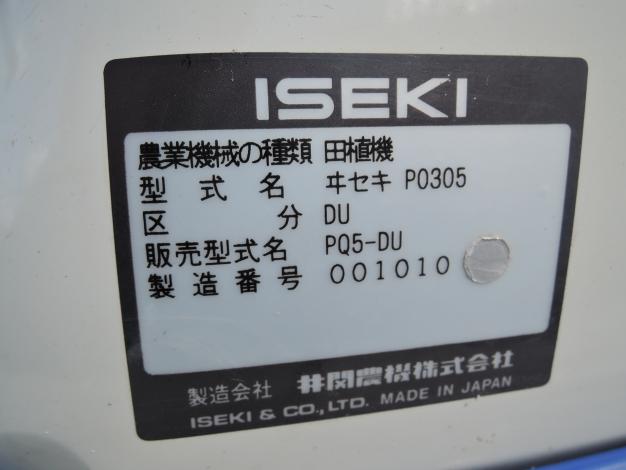 ISEKI
農業機械の種類 田植機
型式名 ヰセキ P0305
区分 DU
販売型式名 PQ5-DU
製造番号 001010
製造会社 井関農機株式会社
ISEKI & CO., LTD. MADE IN JAPAN